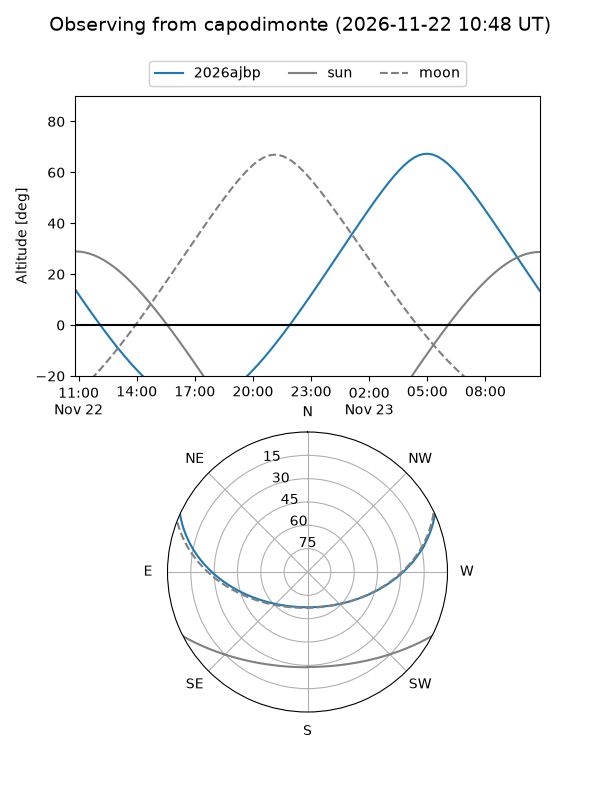 Observing from capodimonte (2026-11-22 10:48 UT)
2026ajbp sun moon
Altitude [deg]
80
60
40
20
0
−20
11:00 14:00 17:00 20:00 23:00 02:00 05:00 08:00
Nov 22 Nov 23
N
NE NW
15
30
45
60
75
E W
SE SW
S